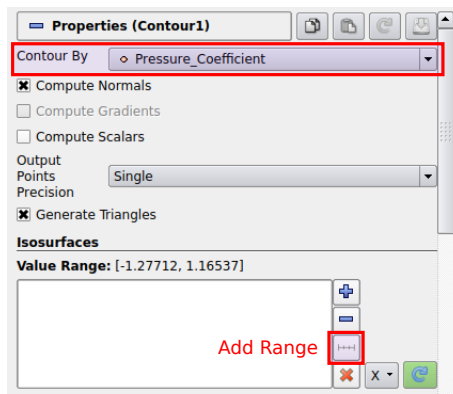 Properties (Contour1)
Contour By Pressure_Coefficient
Compute Normals
Compute Gradients
Compute Scalars
Output
Points
Precision
Single
Generate Triangles
Isosurfaces
Value Range: [-1.27712, 1.16537]
Add Range
X